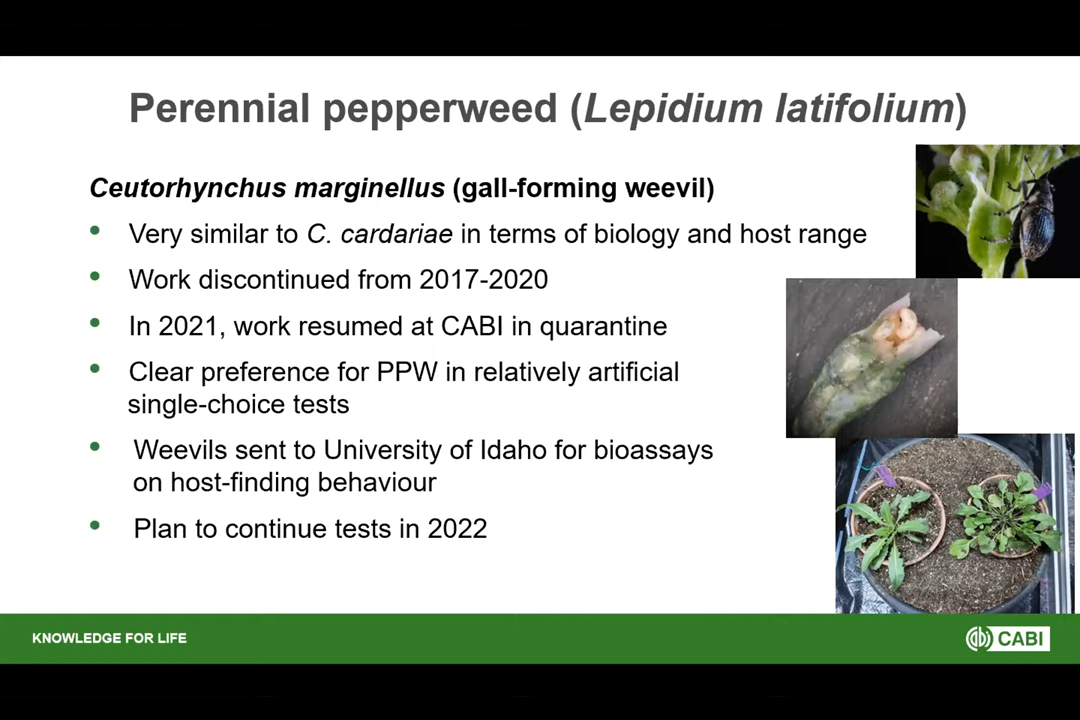 Perennial pepperweed (Lepidium latifolium)
Ceutorhynchus marginellus (gall-forming weevil)
• Very similar to C. cardariae in terms of biology and host range
• Work discontinued from 2017-2020
• In 2021, work resumed at CABI in quarantine
• Clear preference for PPW in relatively artificial
single-choice tests
• Weevils sent to University of Idaho for bioassays
on host-finding behaviour
• Plan to continue tests in 2022
KNOWLEDGE FOR LIFE
CABI